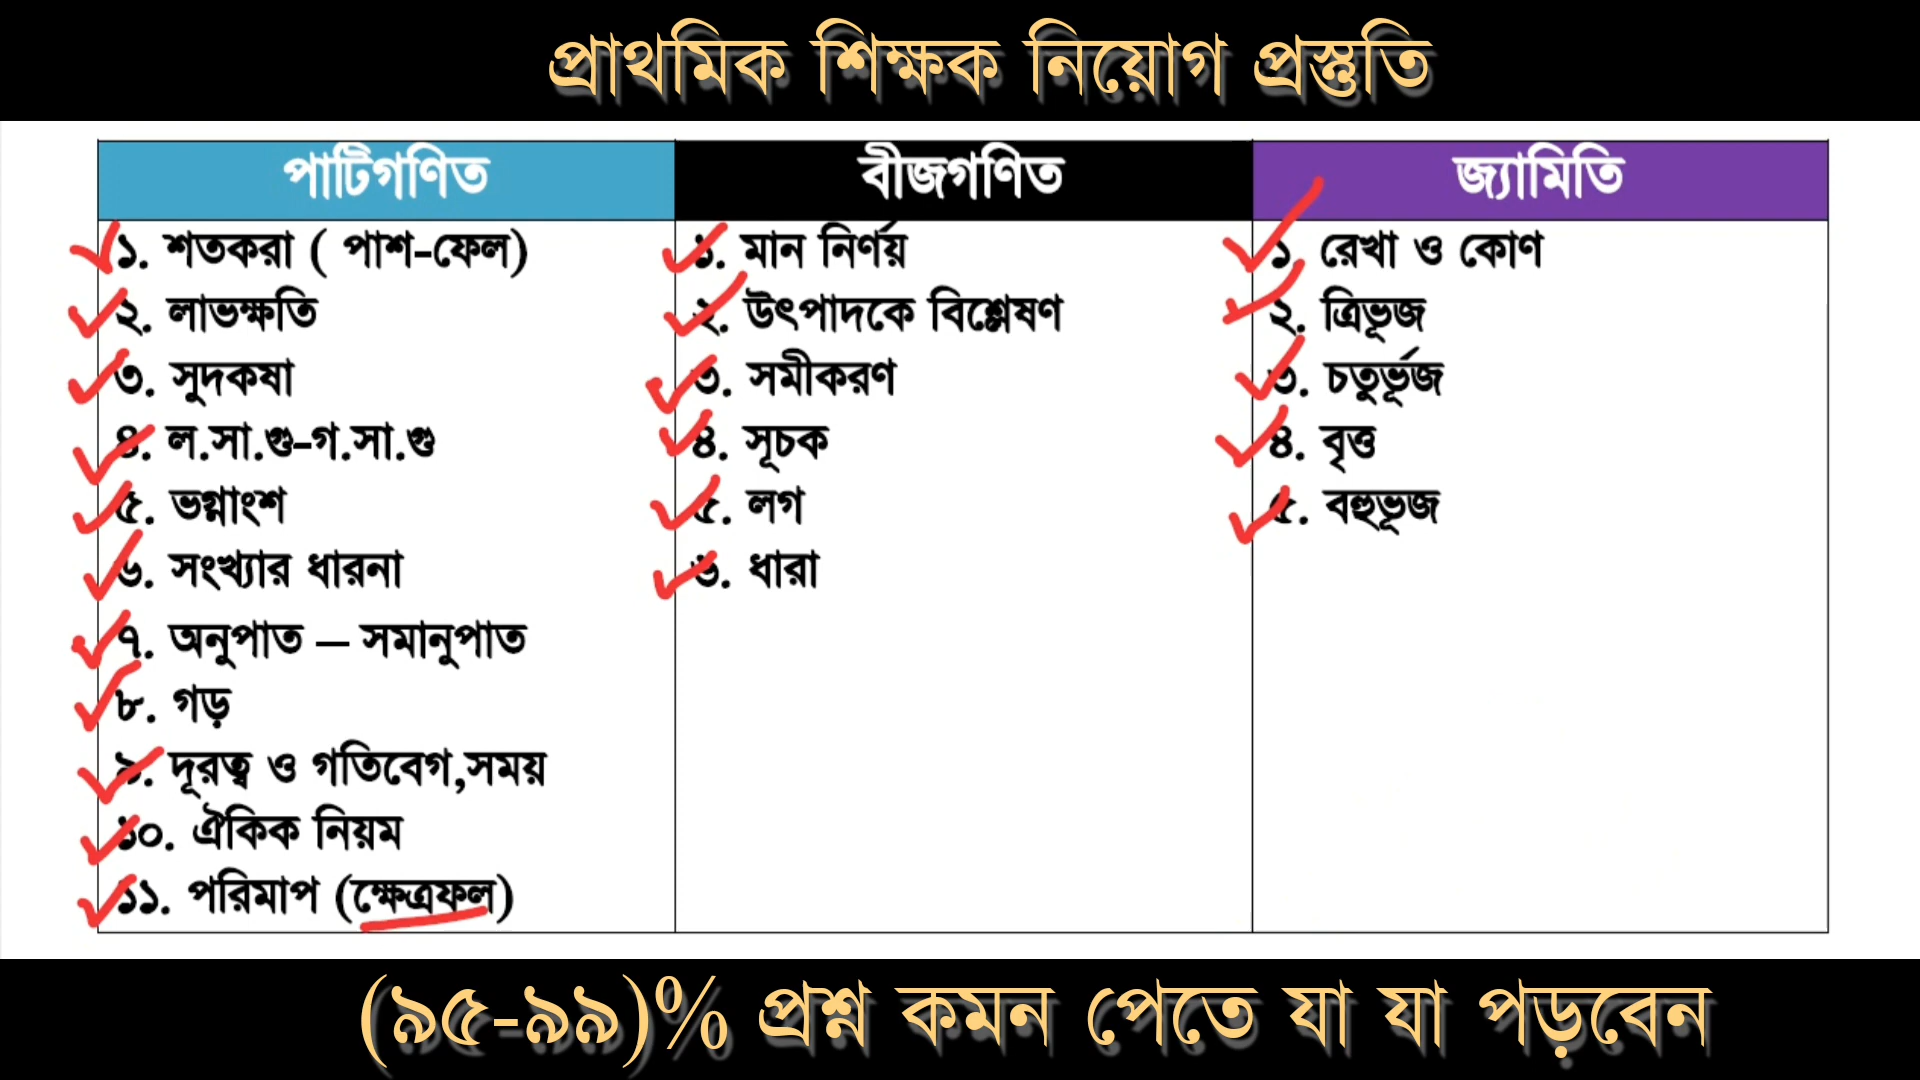 প্রাথমিক শিক্ষক নিয়োগ প্রস্তুতি
পাটিগণিত
১. শতকরা ( পাশ-ফেল)
২. লাভক্ষতি
৩. সুদকষা
৪. ল.সা.গু-গ.সা.গু
৫. ভগ্নাংশ
৬. সংখ্যার ধারনা
৭. অনুপাত – সমানুপাত
৮. গড়
৯. দূরত্ব ও গতিবেগ,সময়
১০. ঐকিক নিয়ম
১১. পরিমাপ (ক্ষেত্রফল)
বীজগণিত
১. মান নির্ণয়
২. উৎপাদকে বিশ্লেষণ
৩. সমীকরণ
৪. সূচক
৫. লগ
৬. ধারা
জ্যামিতি
১. রেখা ও কোণ
২. ত্রিভূজ
৩. চতুর্ভূজ
৪. বৃত্ত
৫. বহুভূজ
(৯৫-৯৯)% প্রশ্ন কমন পেতে যা যা পড়বেন